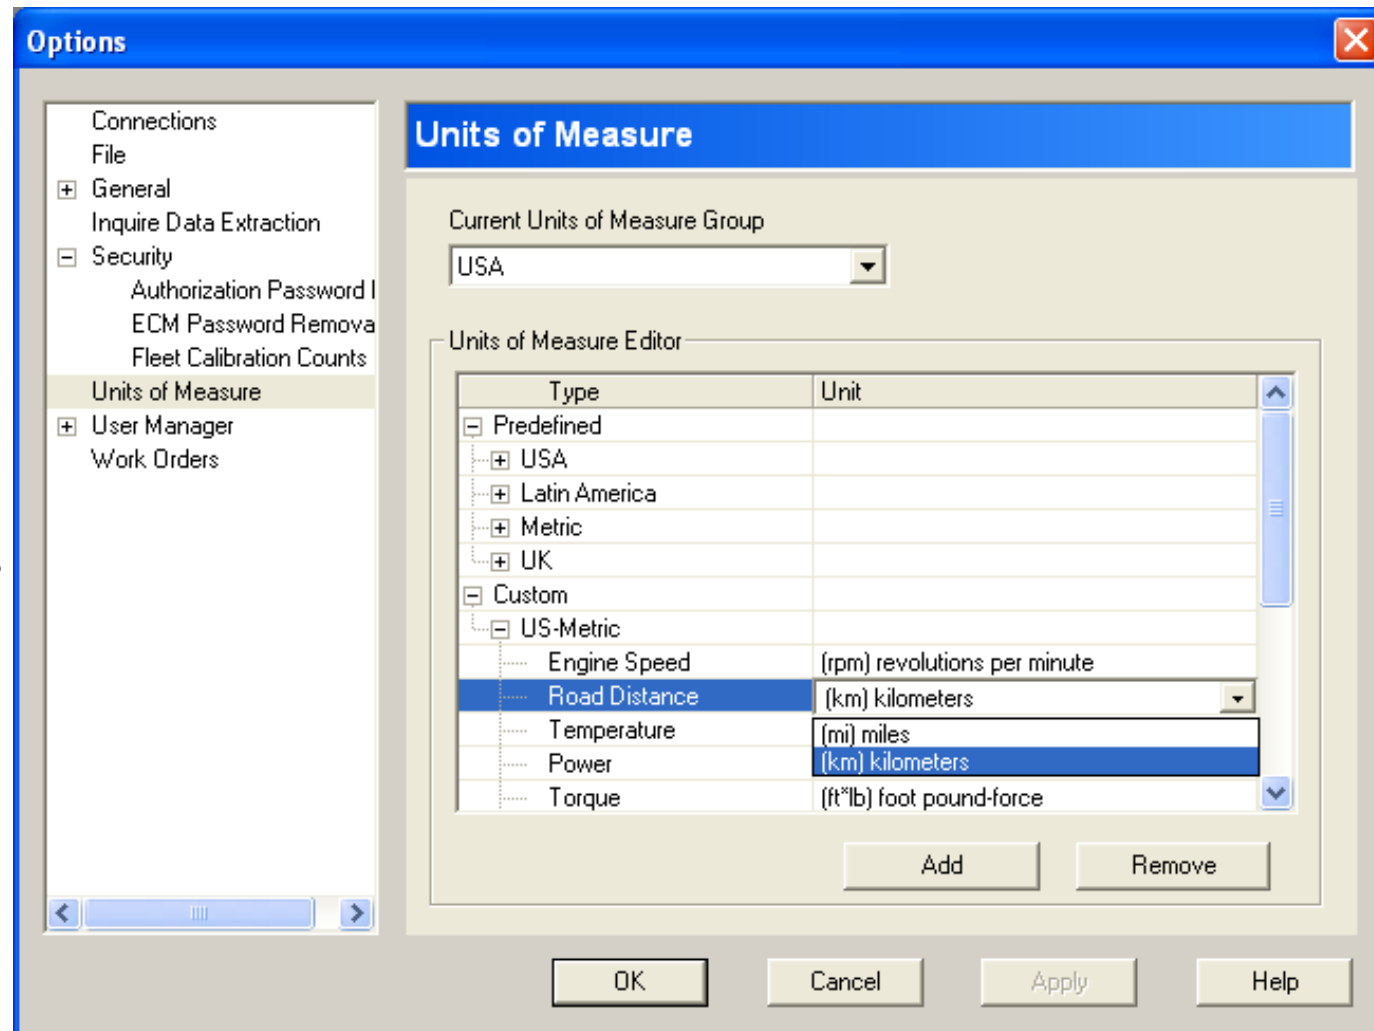 Options
Connections
File
General
Inquire Data Extraction
Security
Authorization Password
ECM Password Remova
Fleet Calibration Counts
Units of Measure
User Manager
Work Orders
Units of Measure
Current Units of Measure Group
USA
Units of Measure Editor
Type Unit
Predefined
USA
Latin America
Metric
UK
Custom
US-Metric
Engine Speed (rpm) revolutions per minute
Road Distance (km) kilometers
Temperature (mi) miles
Power (km) kilometers
Torque (ft*lb) foot pound-force
Add Remove
OK Cancel Apply Help